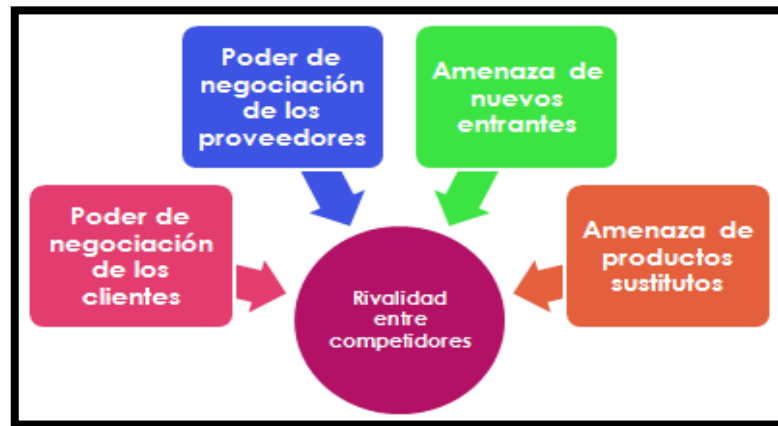 Poder de
negociación
de los
proveedores
Amenaza de
nuevos
entrantes
Poder de
negociación
de los
clientes
Amenaza de
productos
sustitutos
Rivalidad
entre
competidores